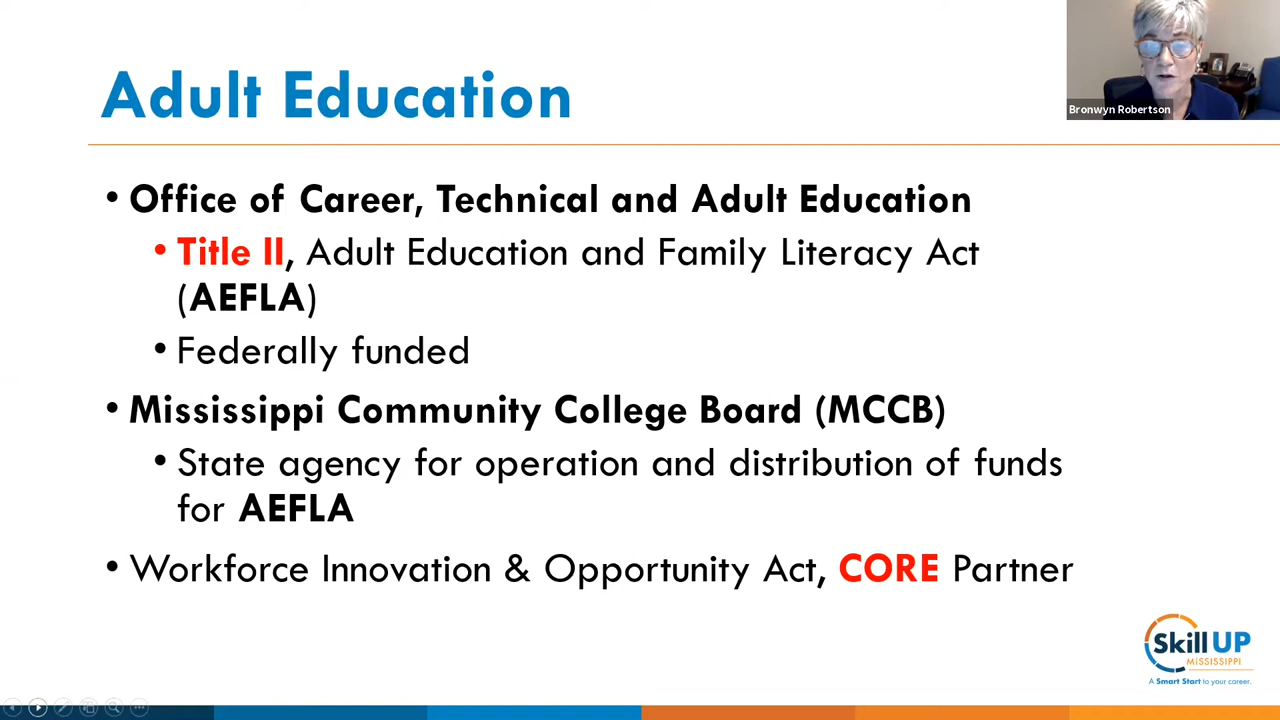 Adult Education
Bronwyn Robertson
• Office of Career, Technical and Adult Education
• Title II, Adult Education and Family Literacy Act
(AEFLA)
• Federally funded
• Mississippi Community College Board (MCCB)
• State agency for operation and distribution of funds
for AEFLA
• Workforce Innovation & Opportunity Act, CORE Partner
Skill UP
MISSISSIPPI
A Smart Start to your career.